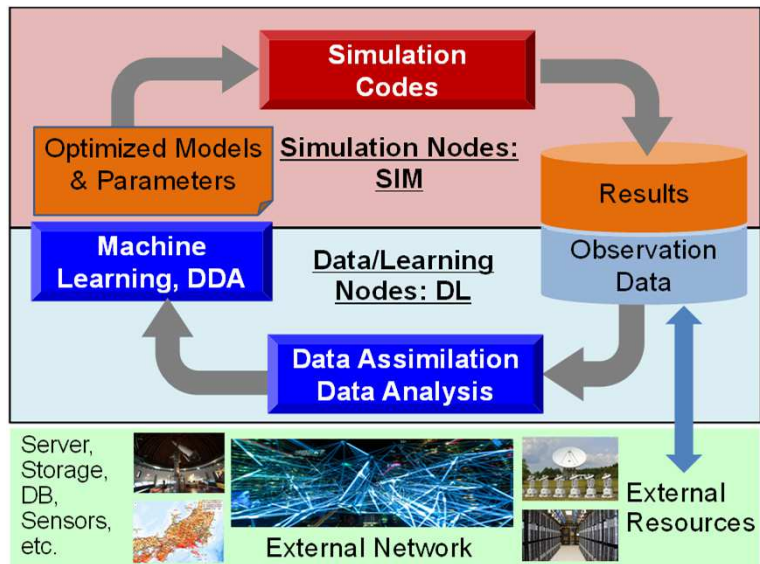 Simulation
Codes
Optimized Models
& Parameters
Simulation Nodes:
SIM
Results
Machine
Learning, DDA
Data/Learning
Nodes: DL
Observation
Data
Data Assimilation
Data Analysis
Server,
Storage,
DB,
Sensors,
etc.
External Network
External
Resources